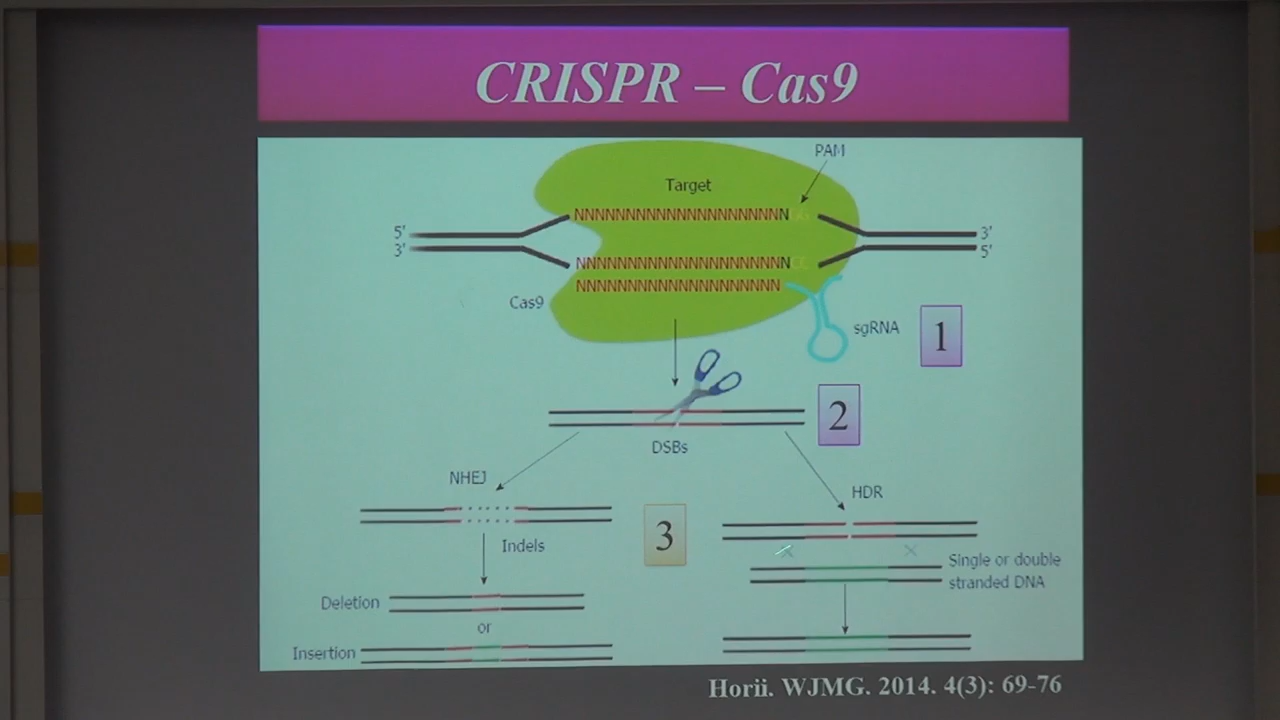 CRISPR – Cas9
PAM
Target
NNNNNNNNNNNNNNNNNNNNN
5'
3'
3'
5'
NNNNNNNNNNNNNNNNNNNNN CC
NNNNNNNNNNNNNNNNNNNN
Cas9
sgRNA
1
2
DSBs
NHEJ
HDR
3
Indels
Single or double
stranded DNA
Deletion
or
Insertion
Horii. WJMG. 2014. 4(3): 69-76